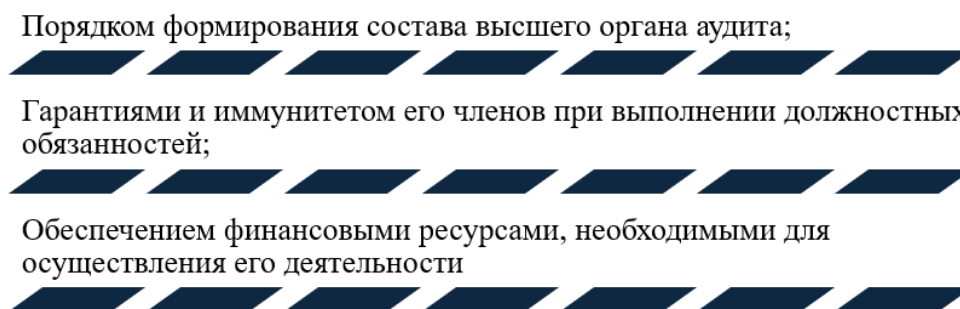 Порядком формирования состава высшего органа аудита;
Гарантиями и иммунитетом его членов при выполнении должностных
обязанностей;
Обеспечением финансовыми ресурсами, необходимыми для
осуществления его деятельности